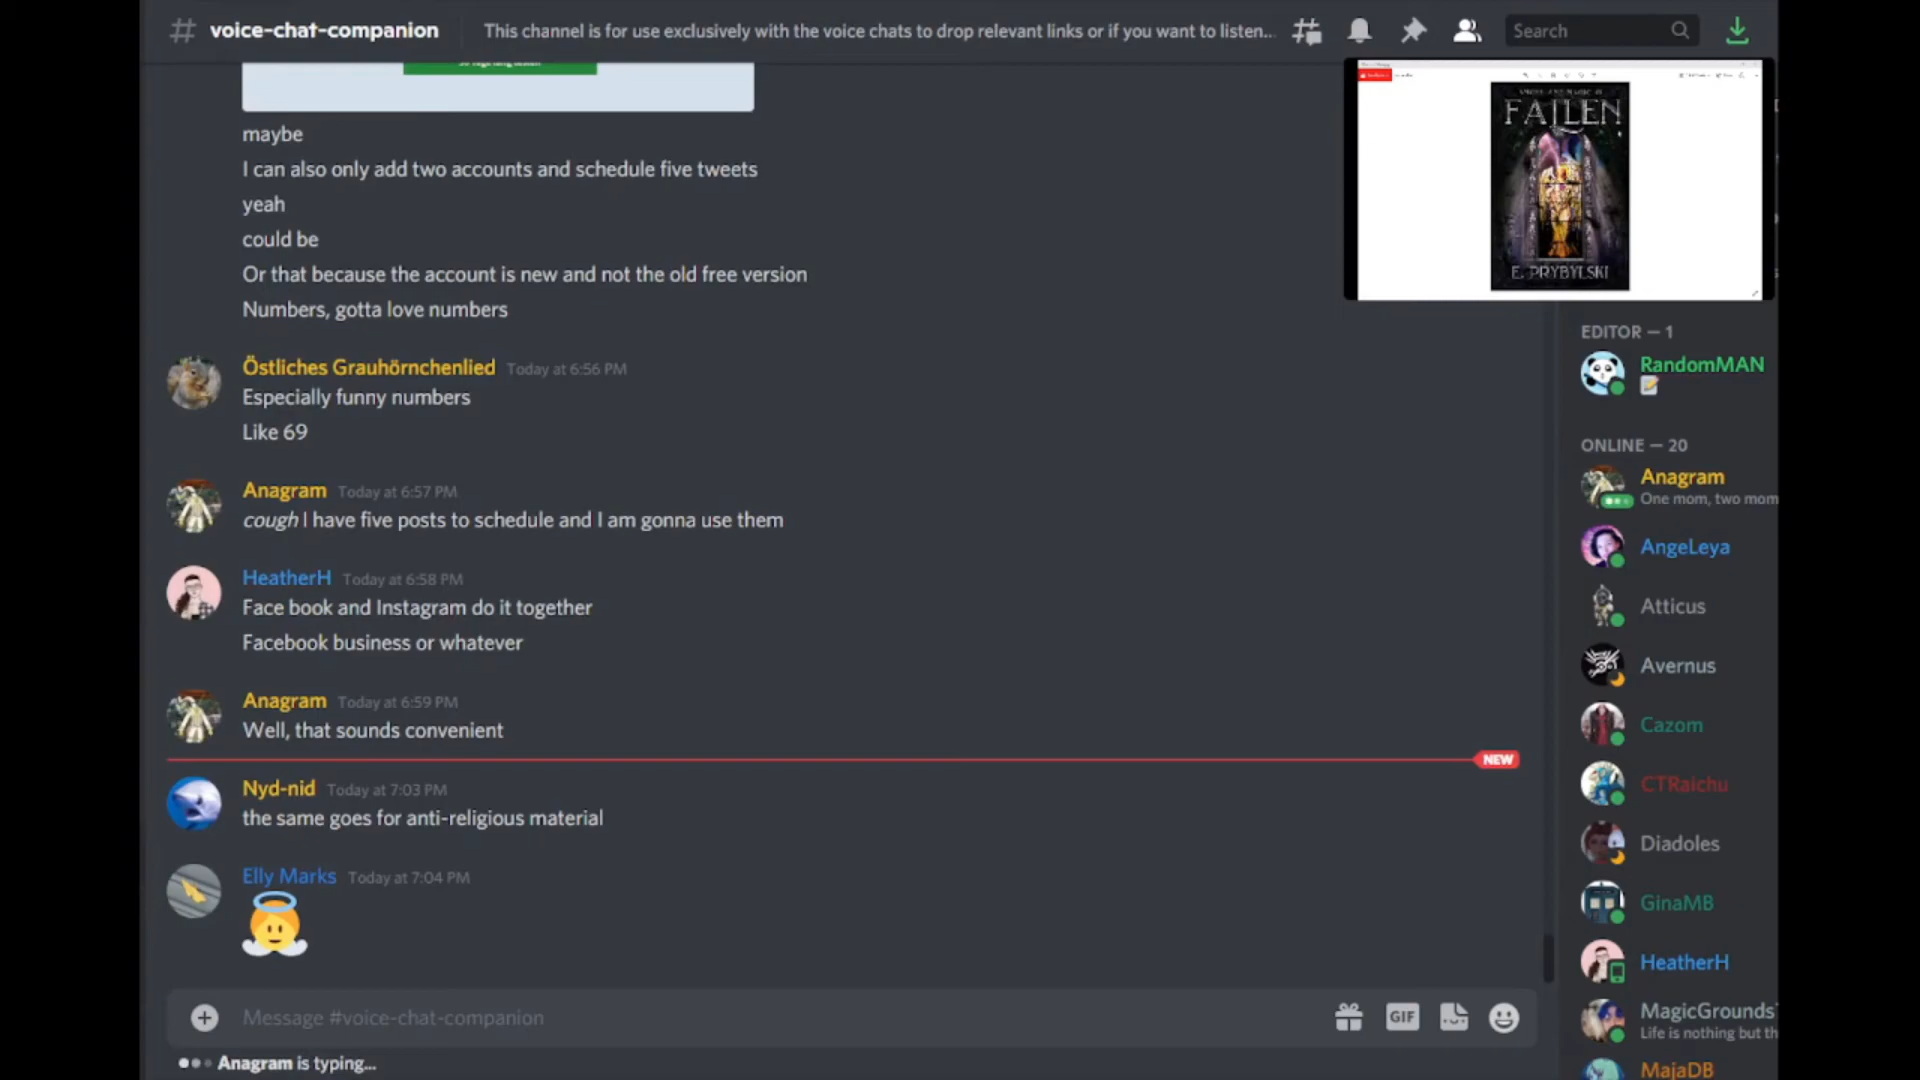 # voice-chat-companion
This channel is for use exclusively with the voice chats to drop relevant links or if you want to listen...
Search
maybe
I can also only add two accounts and schedule five tweets
yeah
could be
Or that because the account is new and not the old free version
Numbers, gotta love numbers
Östliches Grauhörnchenlied Today at 6:56 PM
Especially funny numbers
Like 69
Anagram Today at 6:57 PM
cough I have five posts to schedule and I am gonna use them
HeatherH Today at 6:58 PM
Face book and Instagram do it together
Facebook business or whatever
Anagram Today at 6:59 PM
Well, that sounds convenient
NEW
Nyd-nid Today at 7:03 PM
the same goes for anti-religious material
Elly Marks Today at 7:04 PM
Message #voice-chat-companion
GIF
Anagram is typing...
FALLEN
E. PRYBYLSKI
EDITOR — 1
RandomMAN
ONLINE — 20
Anagram
One mom, two mom
AngeLeya
Atticus
Avernus
Cazom
CTRaichu
Diadoles
GinaMB
HeatherH
MagicGrounds
Life is nothing but th
MajaDB